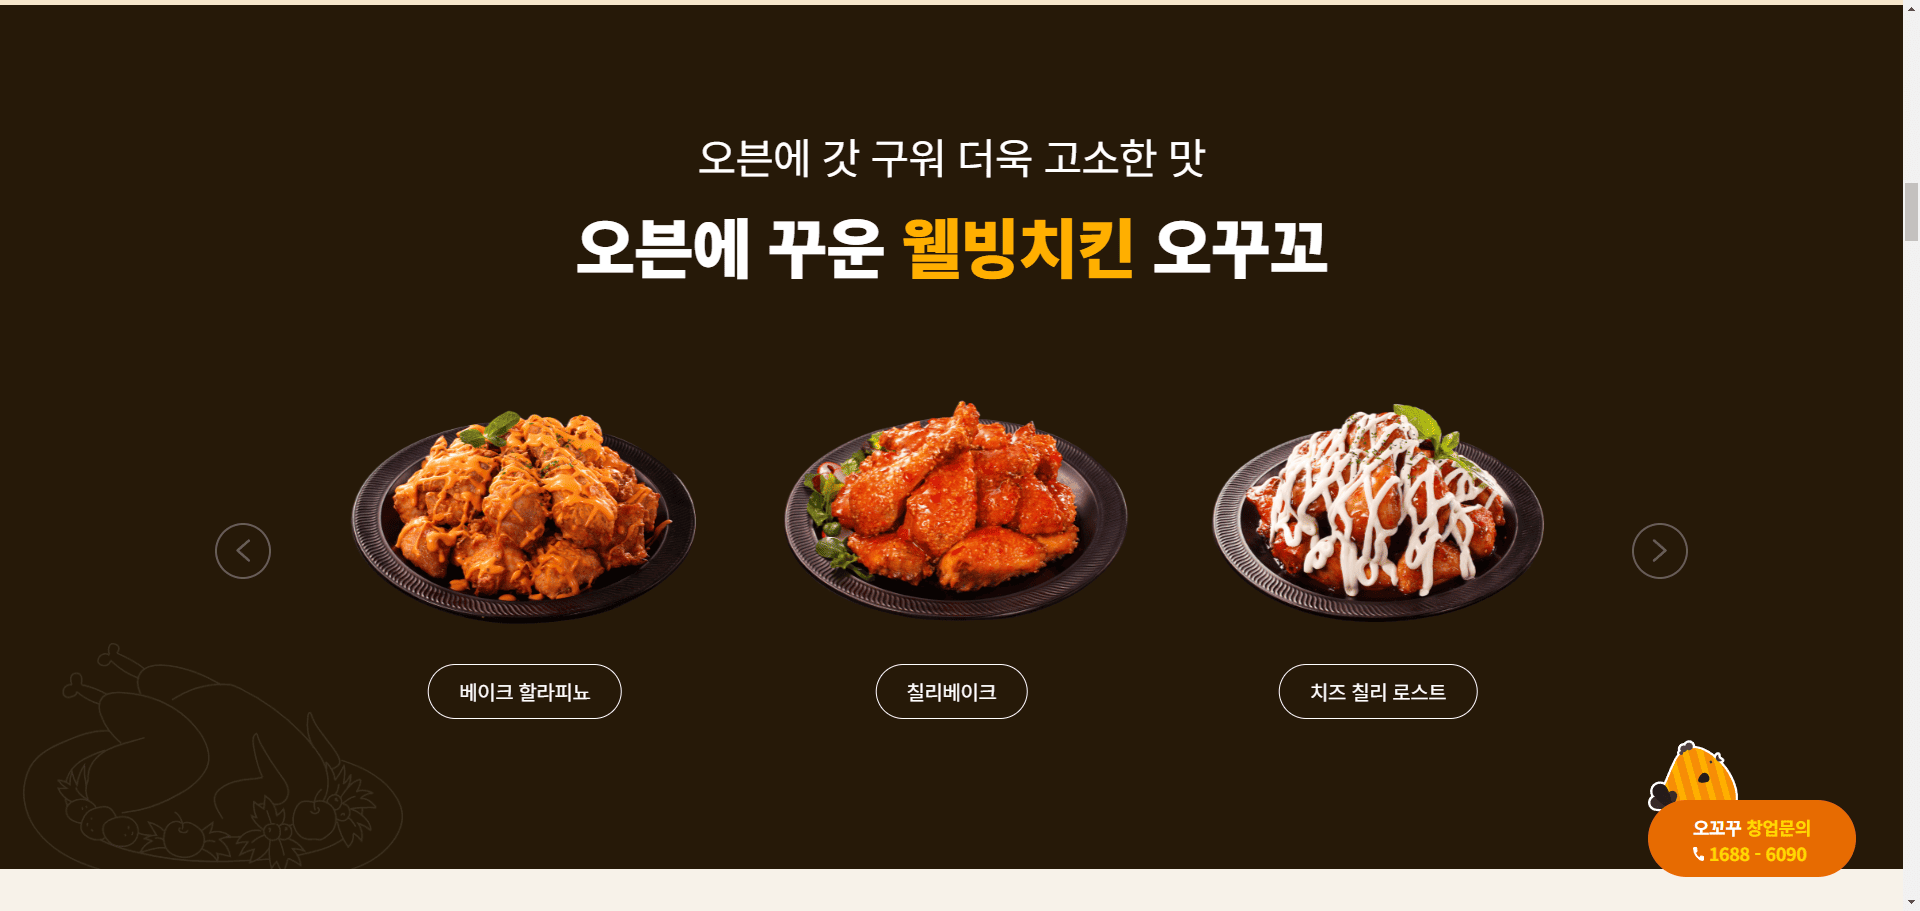 오븐에 갓 구워 더욱 고소한 맛
오븐에 꾸운 웰빙치킨 오꾸꼬
베이크 할라피뇨
칠리베이크
치즈 칠리 로스트
오꼬꾸 창업문의
1688 - 6090